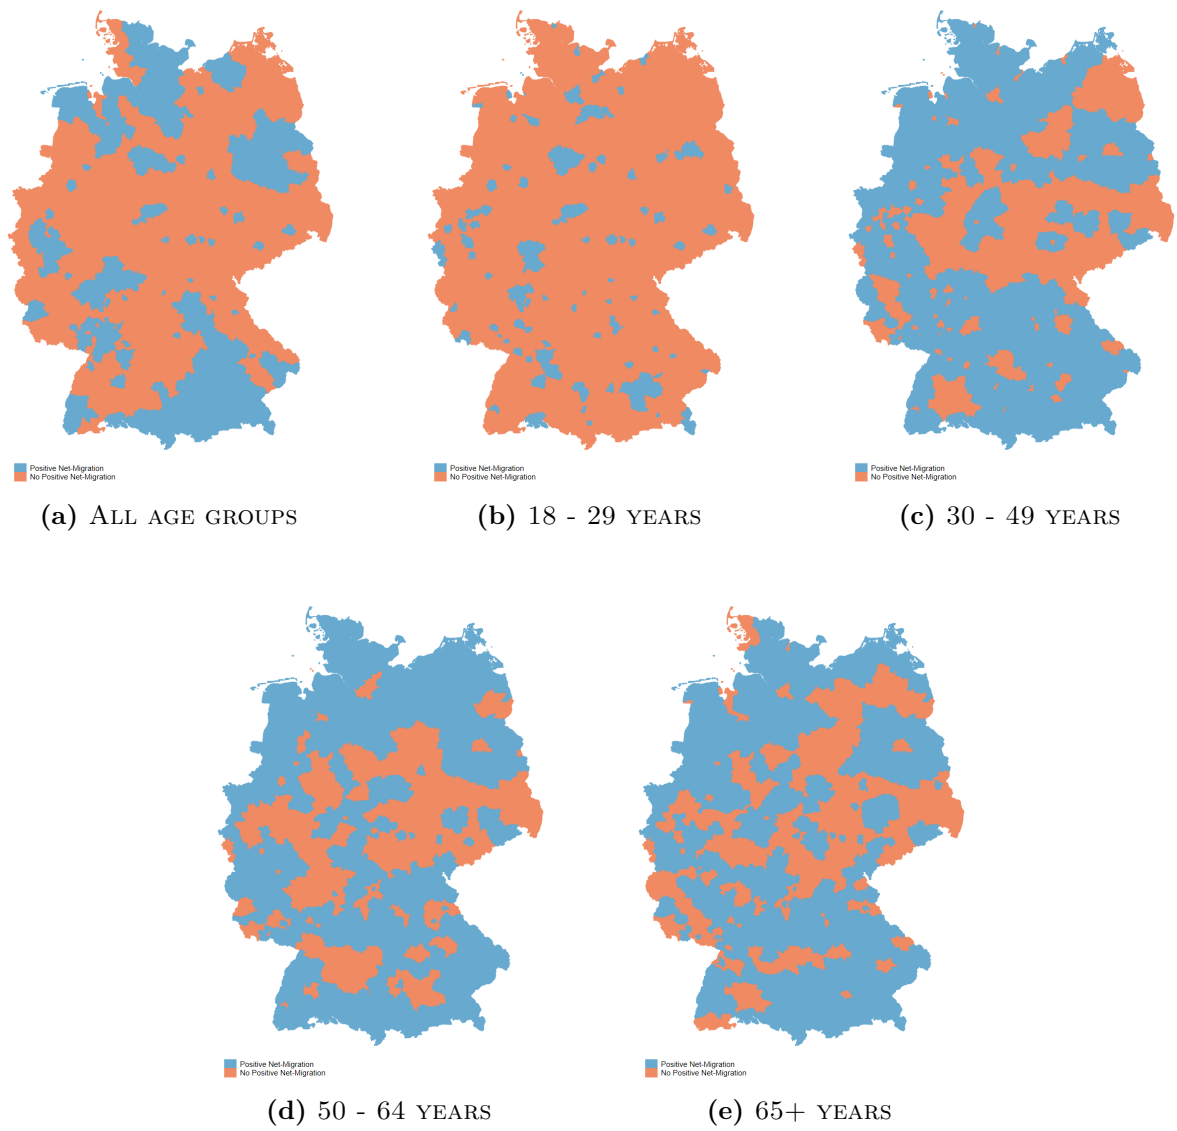 Positive Net-Migration
No Positive Net-Migration
(a) ALL AGE GROUPS
Positive Net-Migration
No Positive Net-Migration
(b) 18 - 29 YEARS
Positive Net-Migration
No Positive Net-Migration
(c) 30 - 49 YEARS
Positive Net-Migration
No Positive Net-Migration
(d) 50 - 64 YEARS
Positive Net-Migration
No Positive Net-Migration
(e) 65+ YEARS